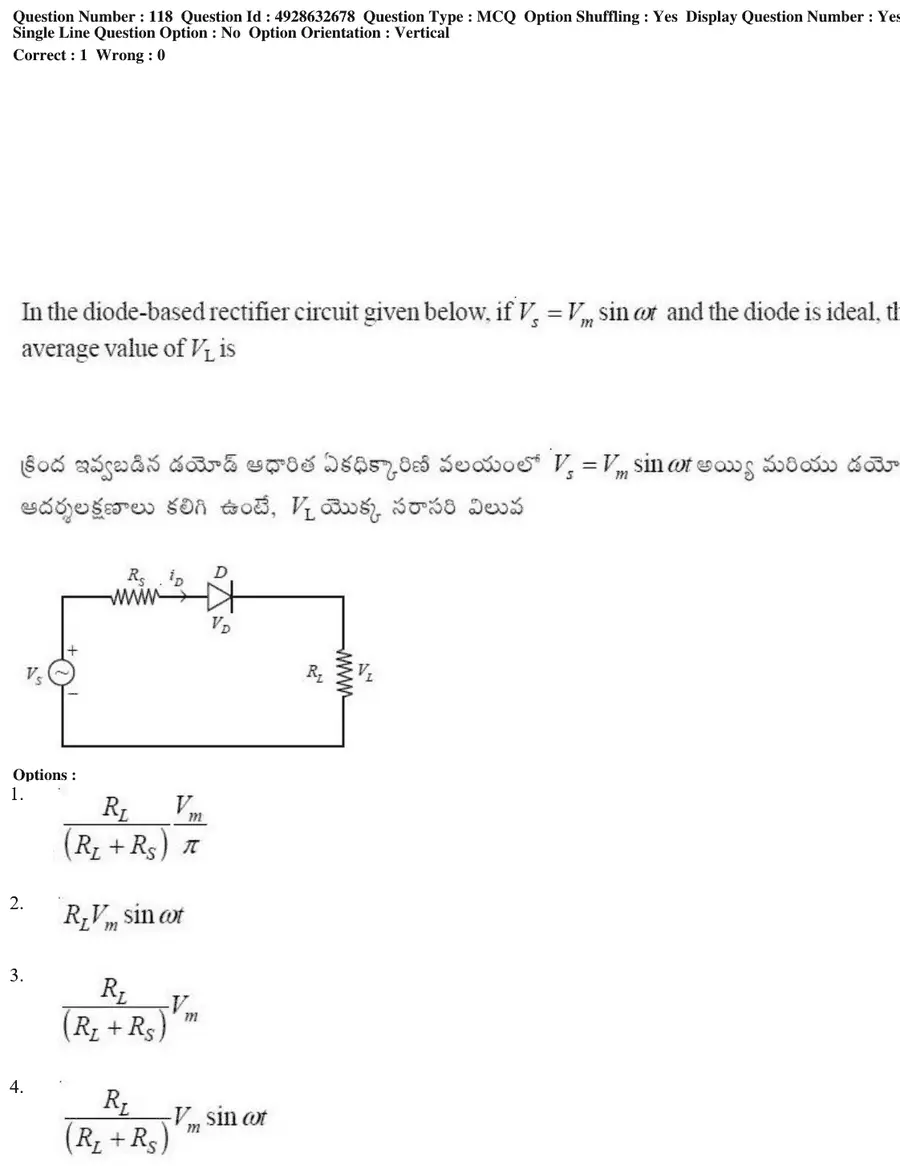 Question Number : 118 Question Id : 4928632678 Question Type : MCQ Option Shuffling : Yes Display Question Number : Yes
Single Line Question Option : No Option Orientation : Vertical
Correct : 1 Wrong : 0
In the diode-based rectifier circuit given below, if V_s = V_m sin ωt and the diode is ideal, th
average value of V_L is
క్రింద ఇవ్వబడిన డయోడ్ ఆధారిత ఏకధిక్కారిణి వలయంలో V_s = V_m sin ωt అయ్యి మరియు డయో
ఆదర్శలక్షణాలు కలిగి ఉంటే, V_L యొక్క సరాసరి విలువ
R_S i_D D
V_D
+
V_S ~ R_L V_L
−
Options :
1. R_L/(R_L + R_S) V_m/π
2. R_L V_m sin ωt
3. R_L/(R_L + R_S) V_m
4. R_L/(R_L + R_S) V_m sin ωt